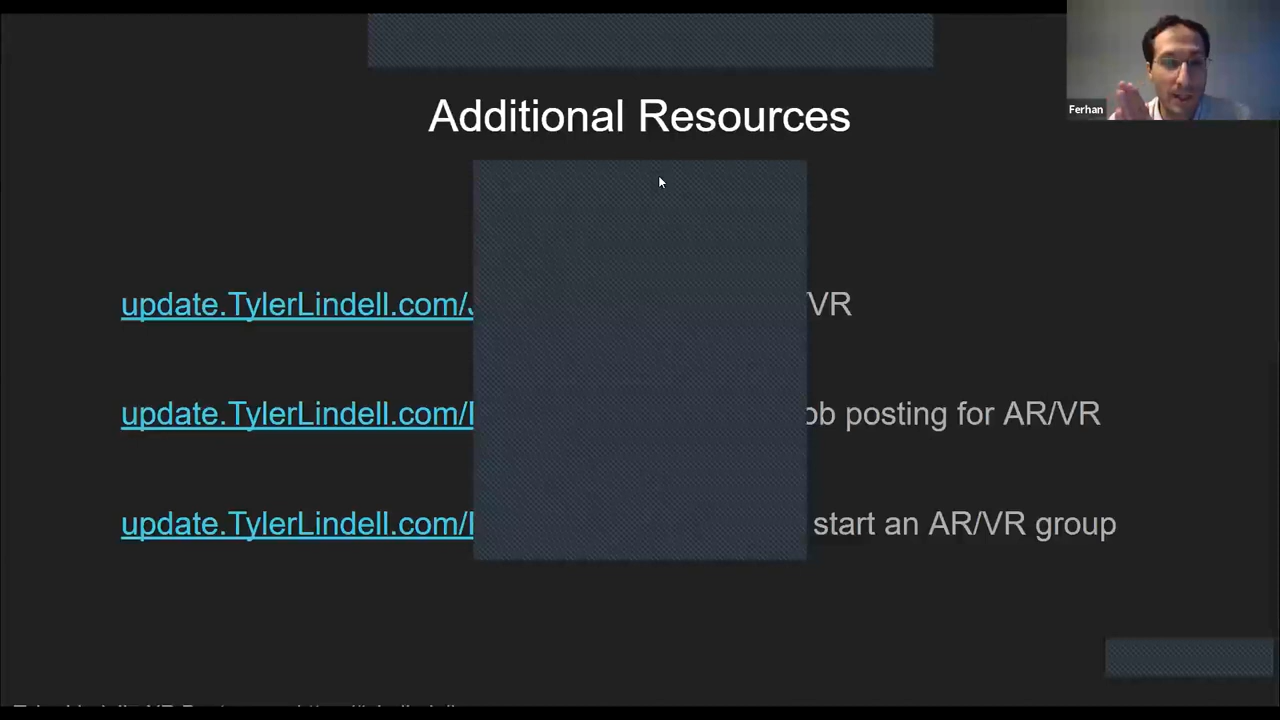 Ferhan
Additional Resources
update.TylerLindell.com/ /VR
update.TylerLindell.com/ posting for AR/VR
update.TylerLindell.com/ start an AR/VR group